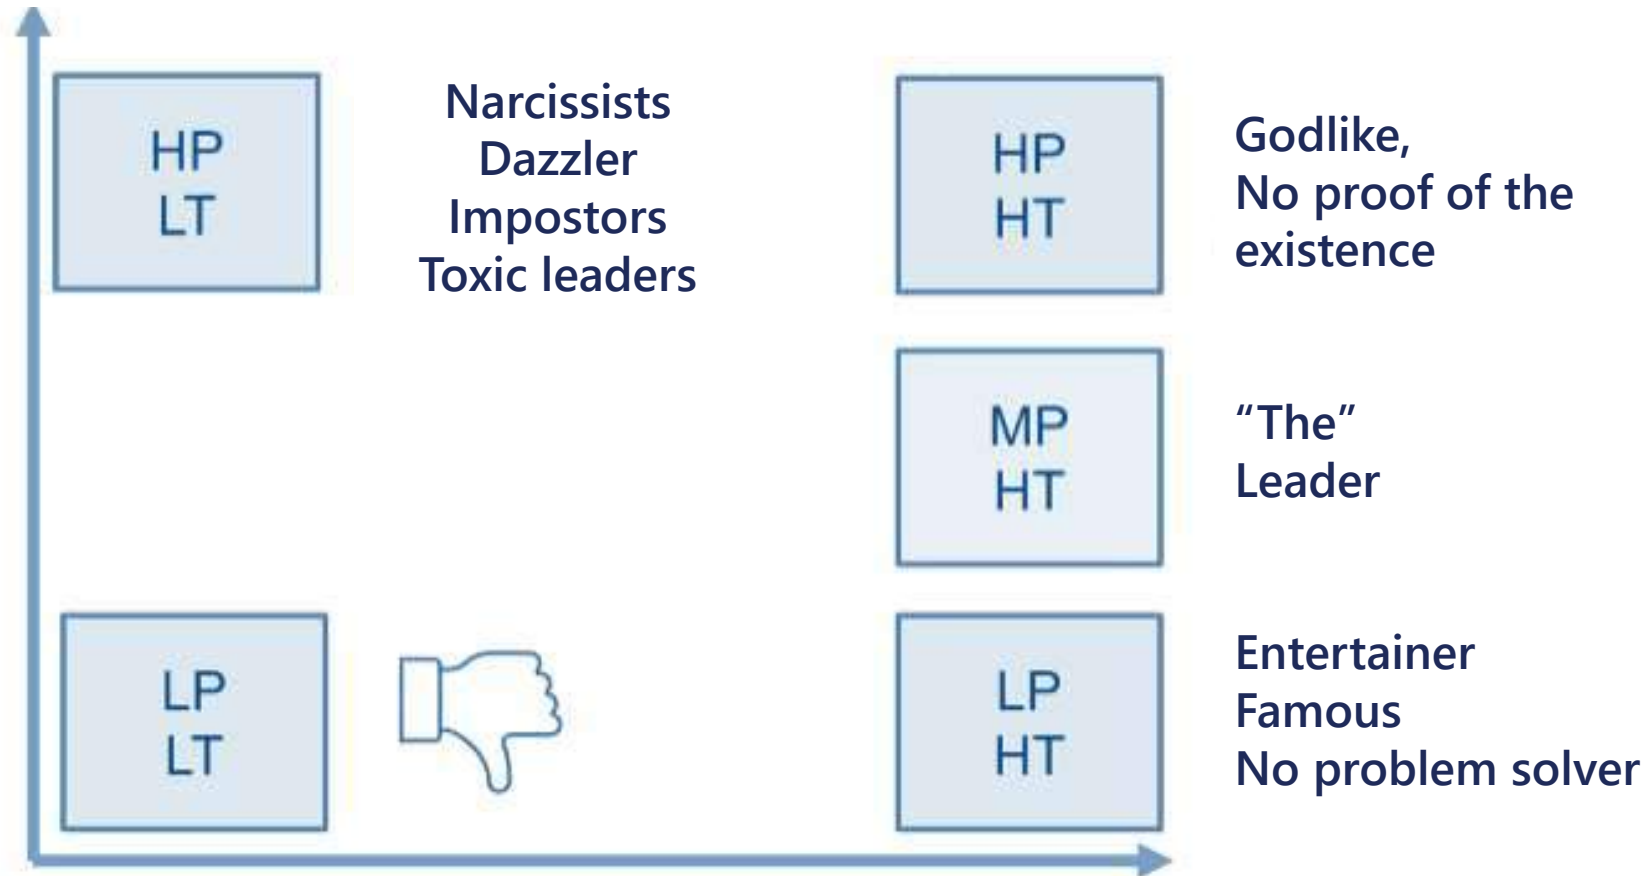 HP
LT
Narcissists
Dazzler
Impostors
Toxic leaders
HP
HT
Godlike,
No proof of the
existence
MP
HT
“The”
Leader
LP
LT
LP
HT
Entertainer
Famous
No problem solver